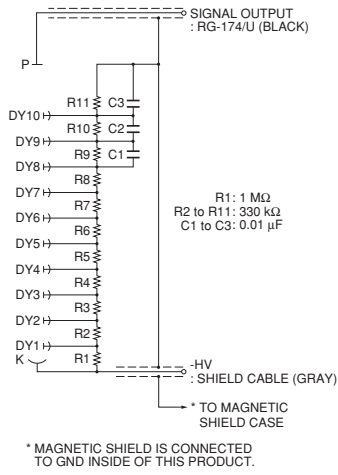 SIGNAL OUTPUT
: RG-174/U (BLACK)
P
R11 C3
DY10
R10 C2
DY9
R9 C1
DY8
R8
DY7
R7
DY6
R6
DY5
R5
DY4
R4
DY3
R3
DY2
R2
DY1
K
R1
R1: 1 MΩ
R2 to R11: 330 kΩ
C1 to C3: 0.01 μF
-HV
: SHIELD CABLE (GRAY)
* TO MAGNETIC
SHIELD CASE
* MAGNETIC SHIELD IS CONNECTED
TO GND INSIDE OF THIS PRODUCT.